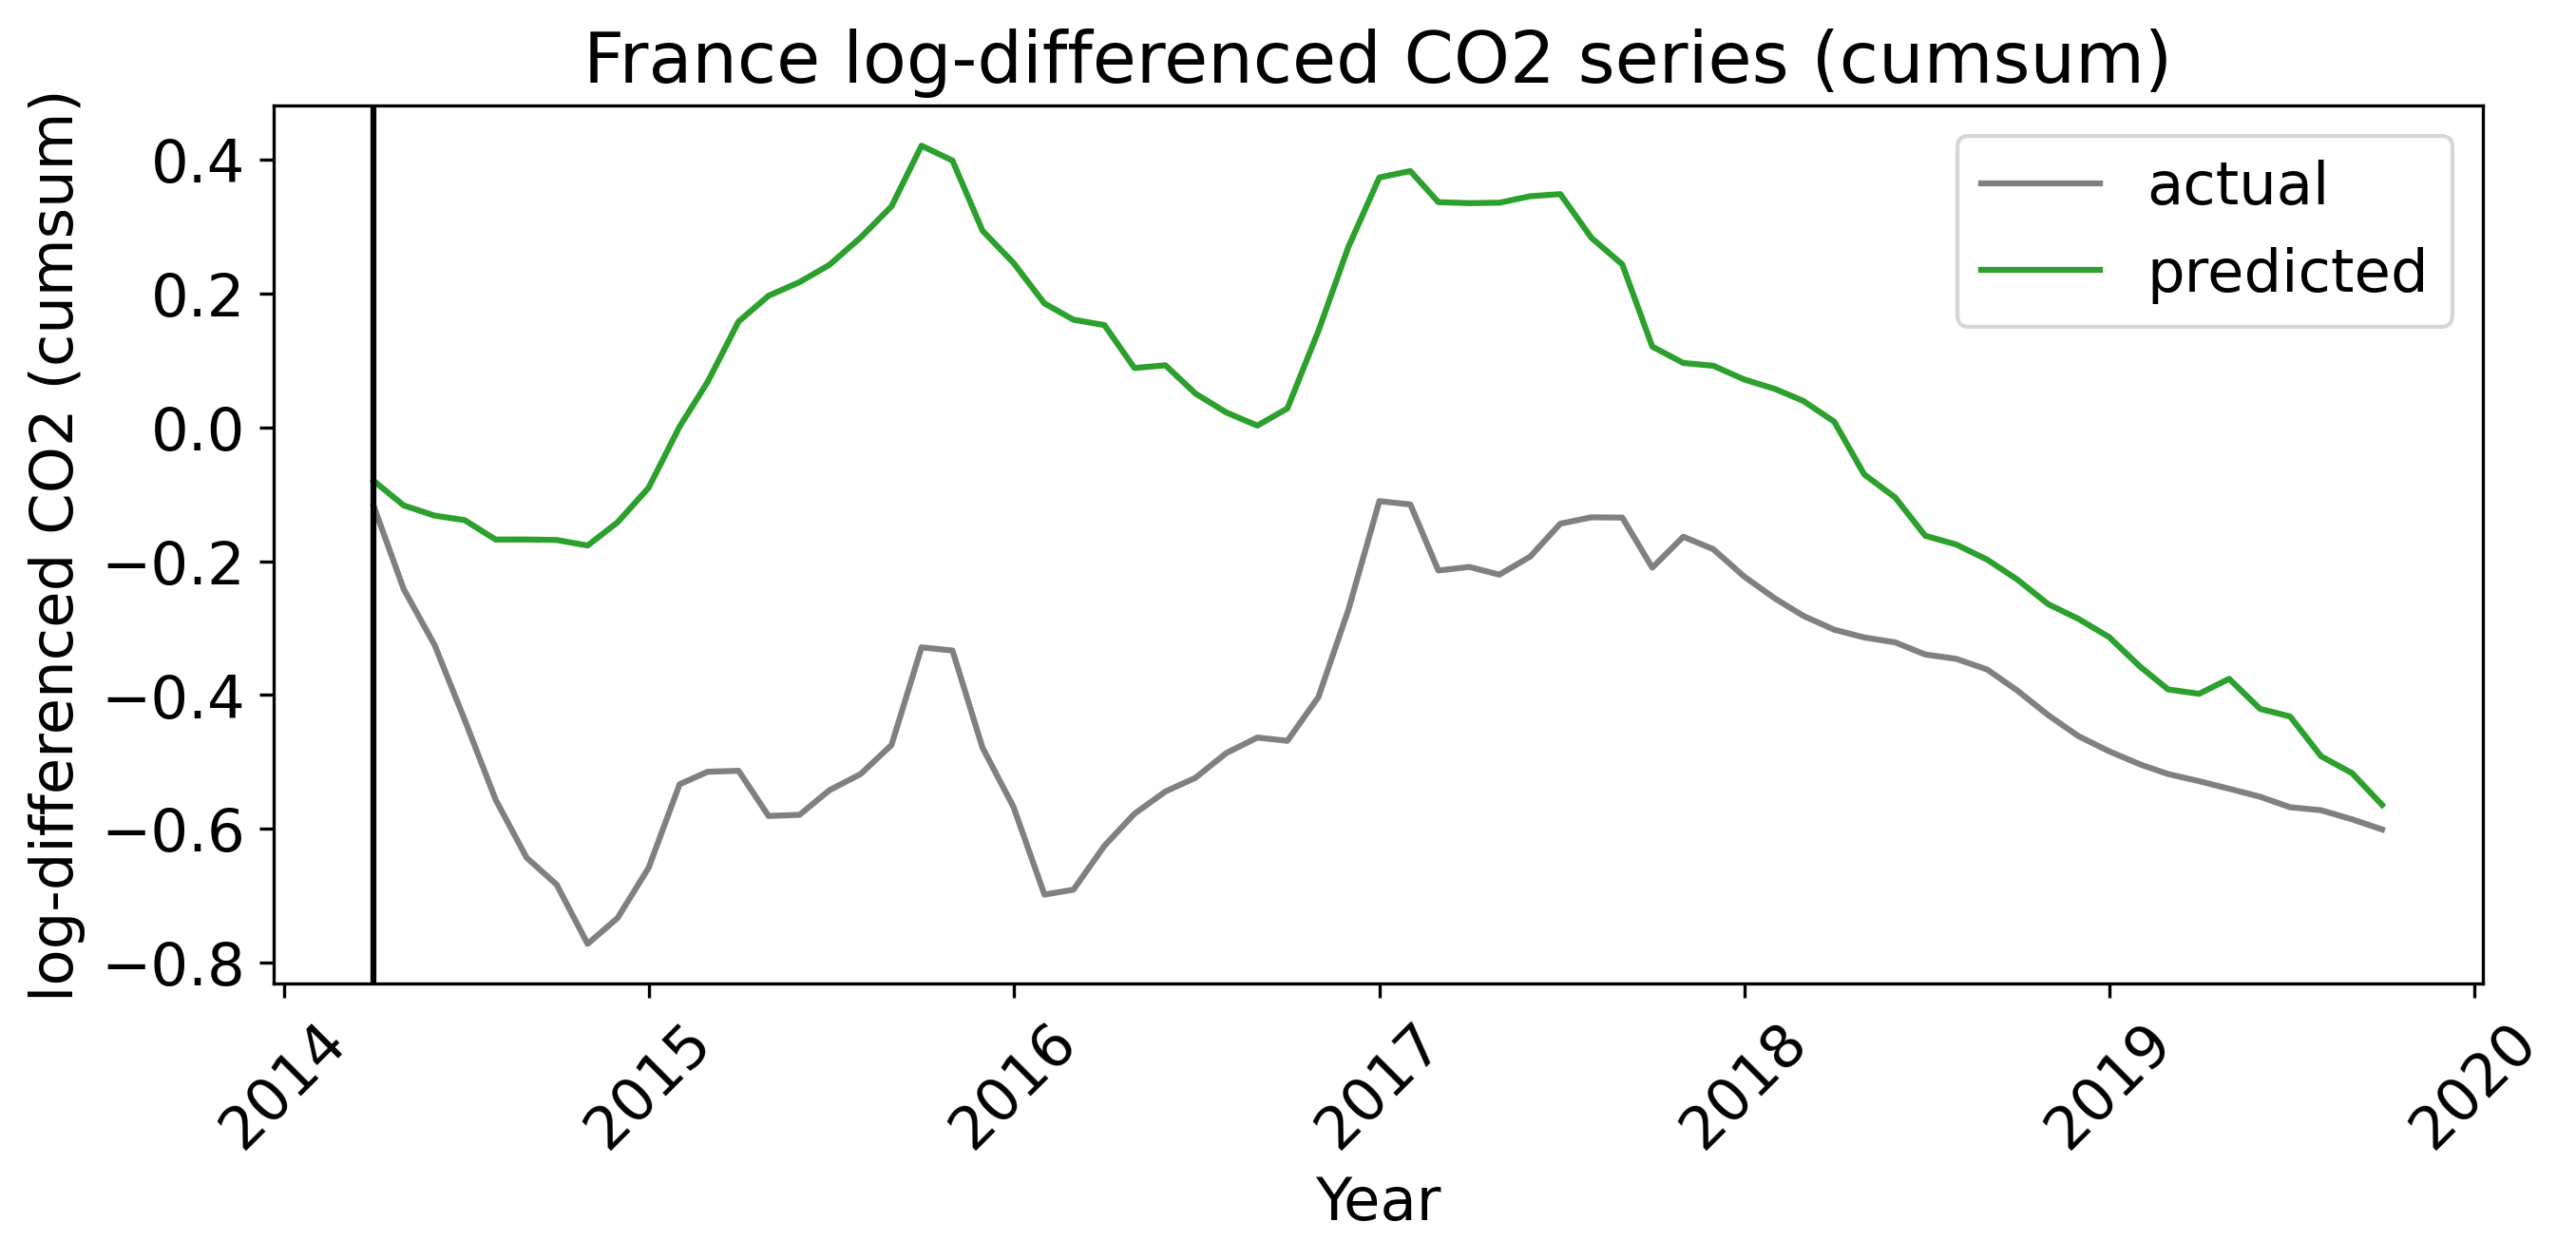 France log-differenced CO2 series (cumsum)
log-differenced CO2 (cumsum)
0.4
0.2
0.0
−0.2
−0.4
−0.6
−0.8
actual
predicted
2014
2015
2016
2017
2018
2019
2020
Year